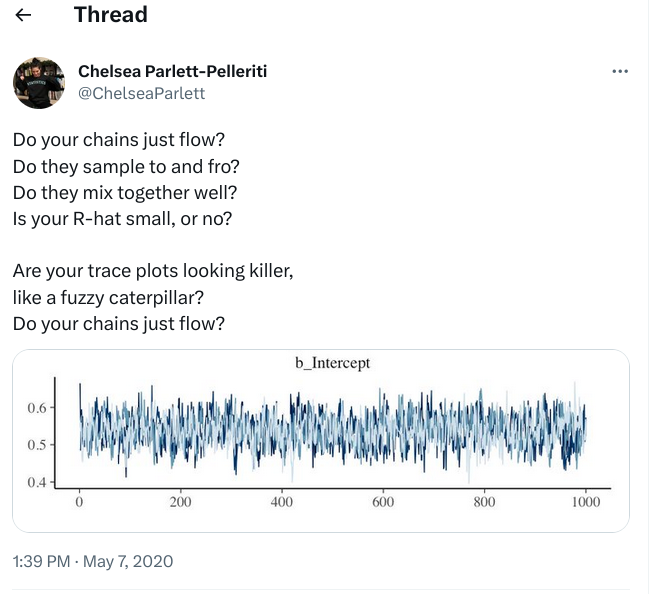 Thread
Chelsea Parlett-Pelleriti
@ChelseaParlett
Do your chains just flow?
Do they sample to and fro?
Do they mix together well?
Is your R-hat small, or no?
Are your trace plots looking killer,
like a fuzzy caterpillar?
Do your chains just flow?
b_Intercept
0.6
0.5
0.4
0 200 400 600 800 1000
1:39 PM · May 7, 2020